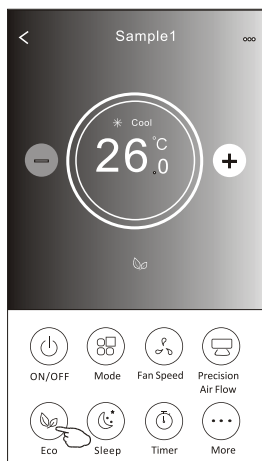 Sample1
Cool
26.0 °C
ON/OFF Mode Fan Speed Precision Air Flow
Eco Sleep Timer More